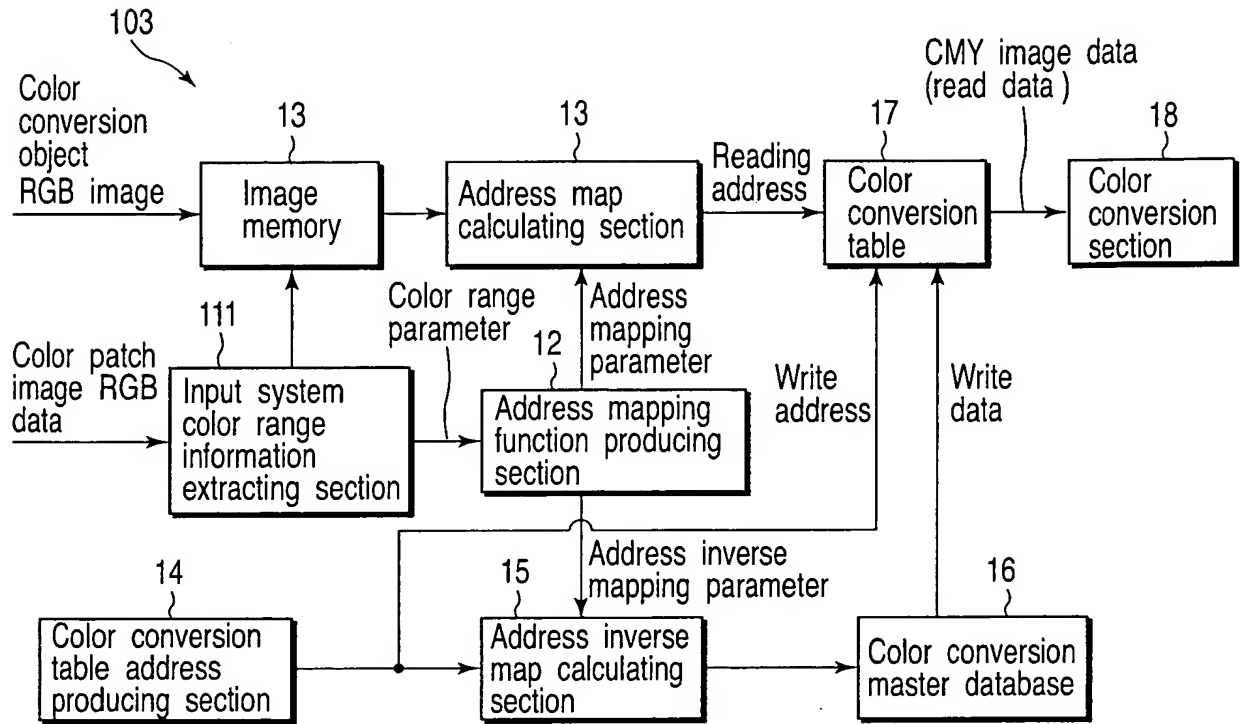 103
Color
conversion
object
RGB image
13
Image
memory
13
Address map
calculating section
Reading
address
17
Color
conversion
table
CMY image data
(read data)
18
Color
conversion
section
Color patch
image RGB
data
111
Input system
color range
information
extracting section
Color range
parameter
12
Address mapping
function producing
section
Address
mapping
parameter
Write
address
Write
data
Address inverse
mapping parameter
14
Color conversion
table address
producing section
15
Address inverse
map calculating
section
16
Color conversion
master database